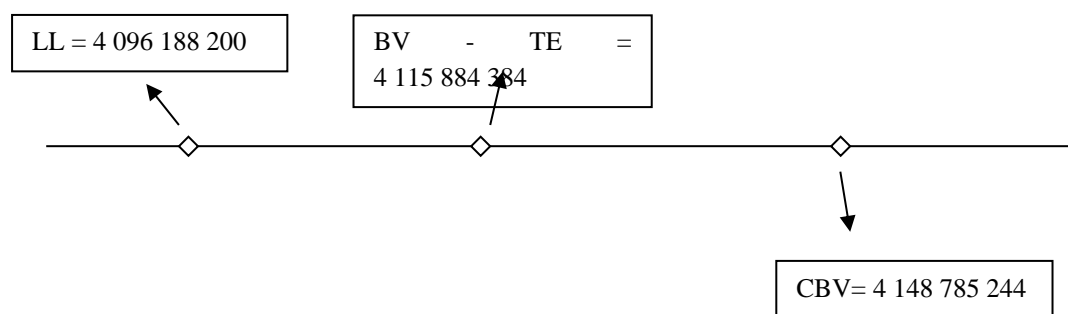 LL = 4 096 188 200
BV - TE =
4 115 884 384
CBV= 4 148 785 244